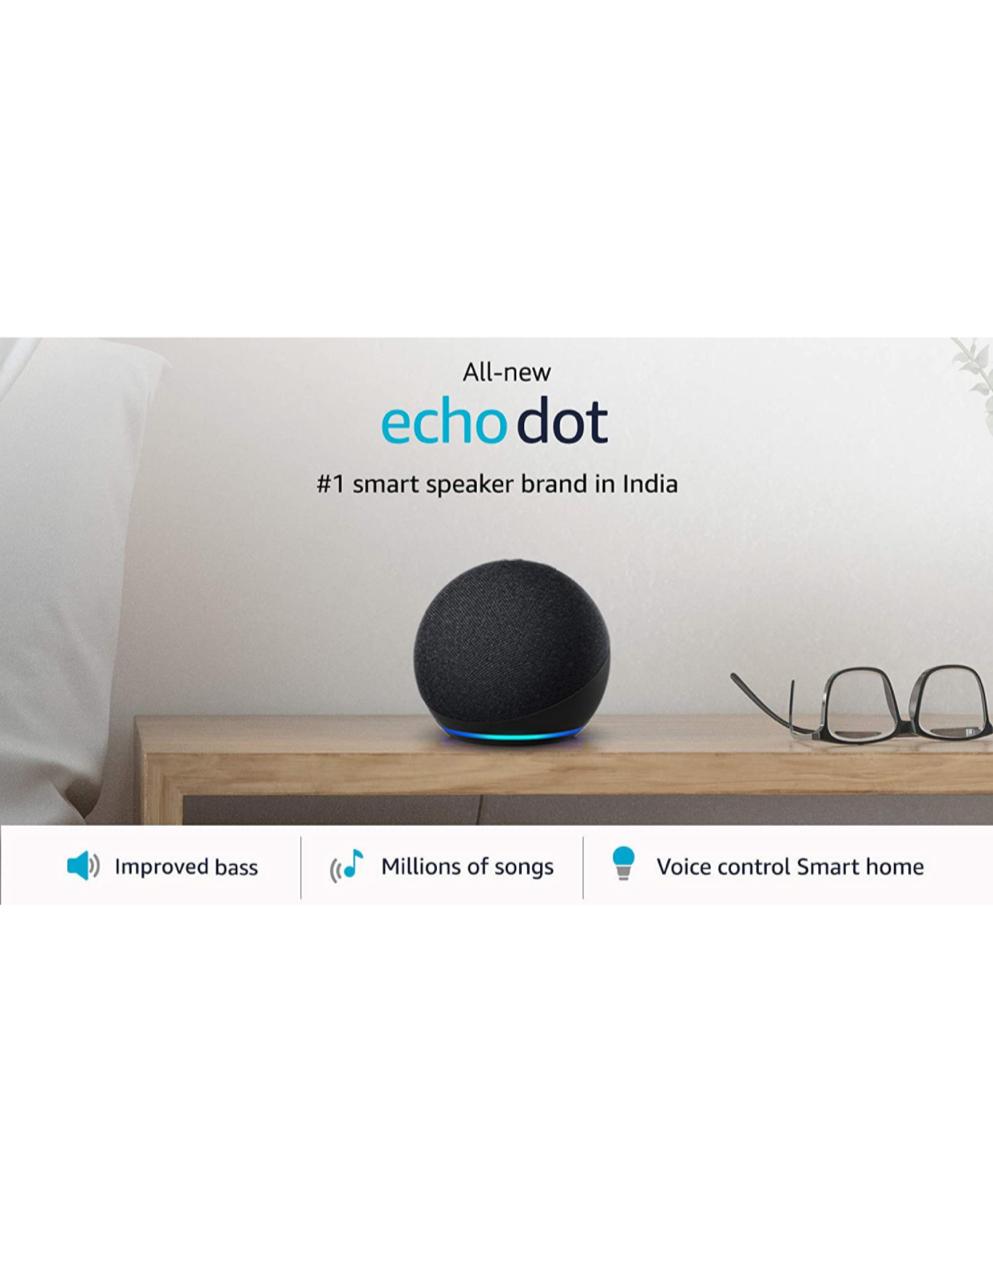 All-new
echo dot
#1 smart speaker brand in India
Improved bass
Millions of songs
Voice control Smart home